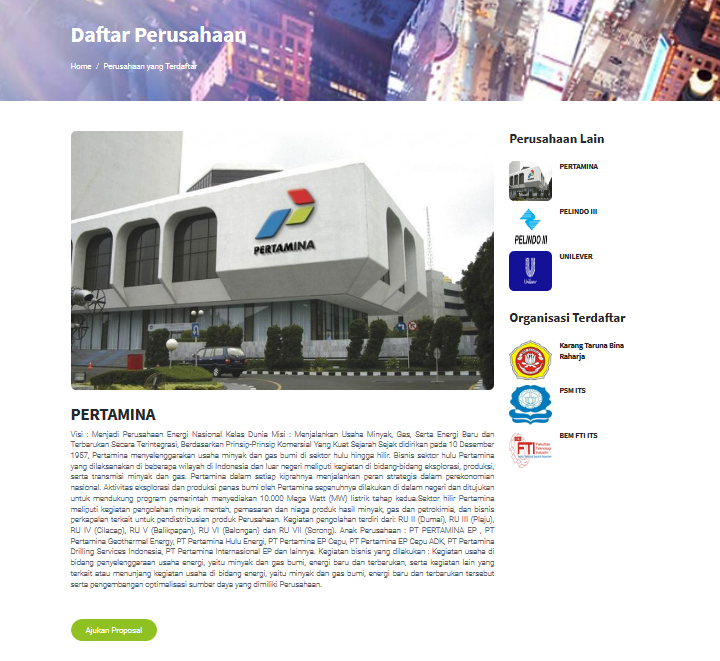 Daftar Perusahaan
Home / Perusahaan yang Terdaftar
PERTAMINA
PERTAMINA
Visi : Menjadi Perusahaan Energi Nasional Kelas Dunia Misi : Menjalankan Usaha Minyak, Gas, Serta Energi Baru dan
Terbarukan Secara Terintegrasi, Berdasarkan Prinsip-Prinsip Komersial Yang Kuat Sejarah Sejak didirikan pada 10 Desember
1957, Pertamina menyelenggarakan usaha minyak dan gas bumi di sektor hulu hingga hilir. Bisnis sektor hulu Pertamina
yang dilaksanakan di beberapa wilayah di Indonesia dan luar negeri meliputi kegiatan di bidang-bidang eksplorasi, produksi,
serta transmisi minyak dan gas. Pertamina dalam setiap kiprahnya menjalankan peran strategis dalam perekonomian
nasional. Aktivitas eksplorasi dan produksi panas bumi oleh Pertamina sepenuhnya dilakukan di dalam negeri dan ditujukan
untuk mendukung program pemerintah menyediakan 10.000 Mega Watt (MW) listrik tahap kedua.Sektor hilir Pertamina
meliputi kegiatan pengolahan minyak mentah, pemasaran dan niaga produk hasil minyak, gas dan petrokimia, dan bisnis
perkapalan terkait untuk pendistribusian produk Perusahaan. Kegiatan pengolahan terdiri dari: RU II (Dumai), RU III (Plaju),
RU IV (Cilacap), RU V (Balikpapan), RU VI (Balongan) dan RU VII (Sorong). Anak Perusahaan : PT PERTAMINA EP , PT
Pertamina Geothermal Energy, PT Pertamina Hulu Energi, PT Pertamina EP Cepu, PT Pertamina EP Cepu ADK, PT Pertamina
Drilling Services Indonesia, PT Pertamina Internasional EP dan lainnya. Kegiatan bisnis yang dilakukan : Kegiatan usaha di
bidang penyelenggaraan usaha energi, yaitu minyak dan gas bumi, energi baru dan terbarukan, serta kegiatan lain yang
terkait atau menunjang kegiatan usaha di bidang energi, yaitu minyak dan gas bumi, energi baru dan terbarukan tersebut
serta pengembangan optimalisasi sumber daya yang dimiliki Perusahaan.
Ajukan Proposal
Perusahaan Lain
PERTAMINA
PELINDO III
PELINDO III
Unilever
UNILEVER
Organisasi Terdaftar
Karang Taruna Bina
Raharja
PSM ITS
FTI
BEM FTI ITS